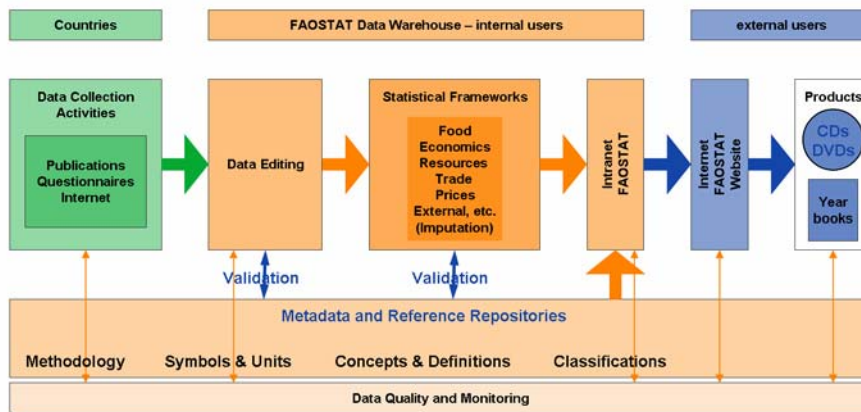 Countries
FAOSTAT Data Warehouse – internal users
external users
Data Collection
Activities
Publications
Questionnaires
Internet
Data Editing
Statistical Frameworks
Food
Economics
Resources
Trade
Prices
External, etc.
(Imputation)
Intranet
FAOSTAT
Internet
FAOSTAT
Website
Products
CDs
DVDs
Year
books
Validation
Validation
Metadata and Reference Repositories
Methodology
Symbols & Units
Concepts & Definitions
Classifications
Data Quality and Monitoring